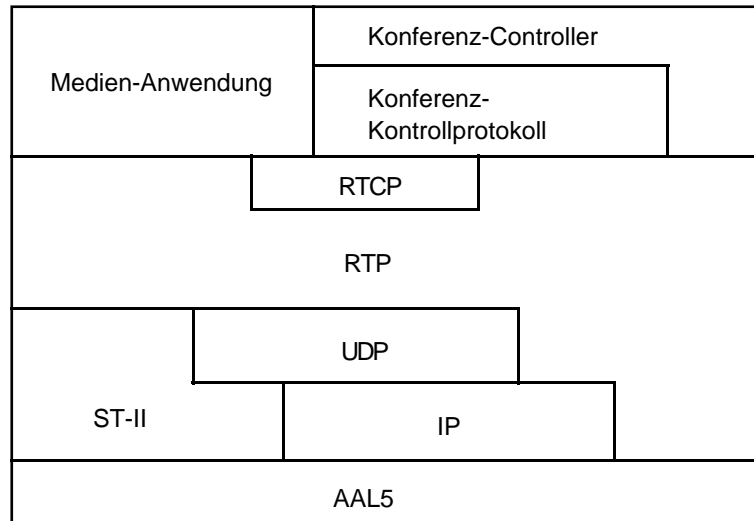 Konferenz-Controller
Medien-Anwendung
Konferenz-
Kontrollprotokoll
RTCP
RTP
UDP
ST-II
IP
AAL5